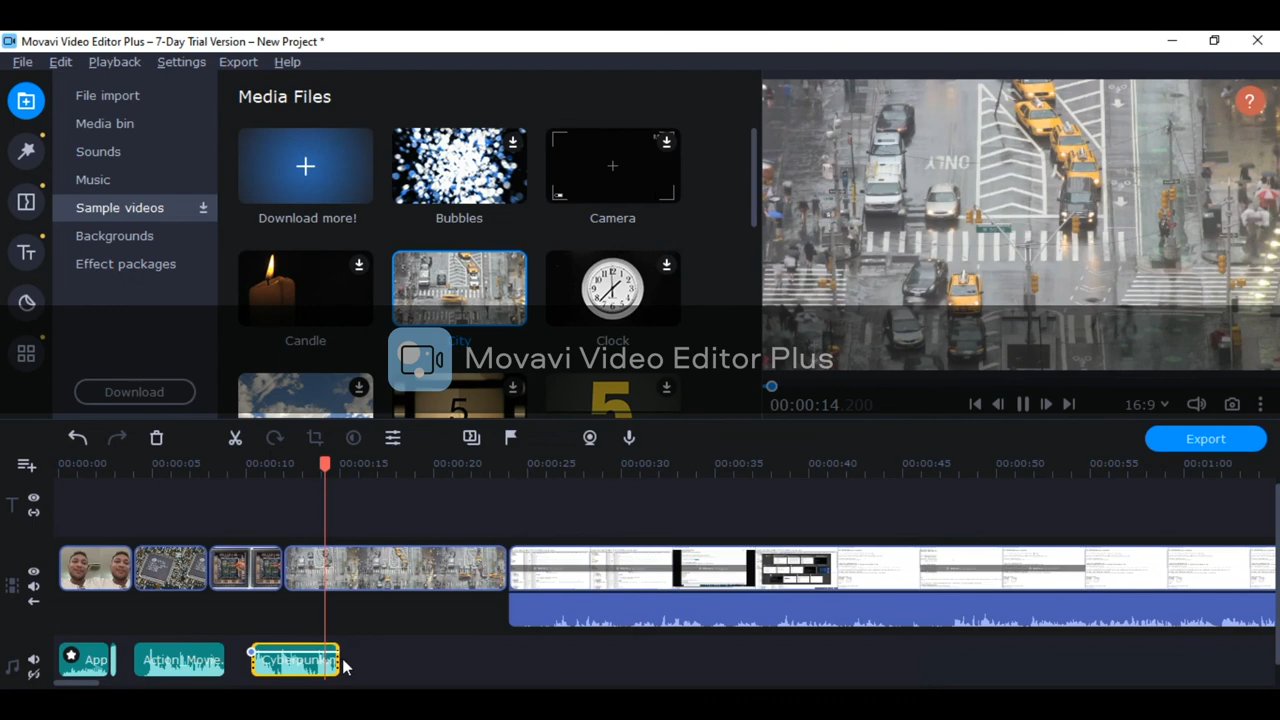 Movavi Video Editor Plus – 7-Day Trial Version – New Project *
File Edit Playback Settings Export Help
File import
Media bin
Sounds
Music
Sample videos
Backgrounds
Effect packages
Download
Media Files
Download more!
Bubbles
Camera
Candle
City
Clock
5
5
ONLY
?
Movavi Video Editor Plus
00:00:14.200
16:9
Export
00:00:00 00:00:05 00:00:10 00:00:15 00:00:20 00:00:25 00:00:30 00:00:35 00:00:40 00:00:45 00:00:50 00:00:55 00:01:00
App
Action Movie
Cyberpunk